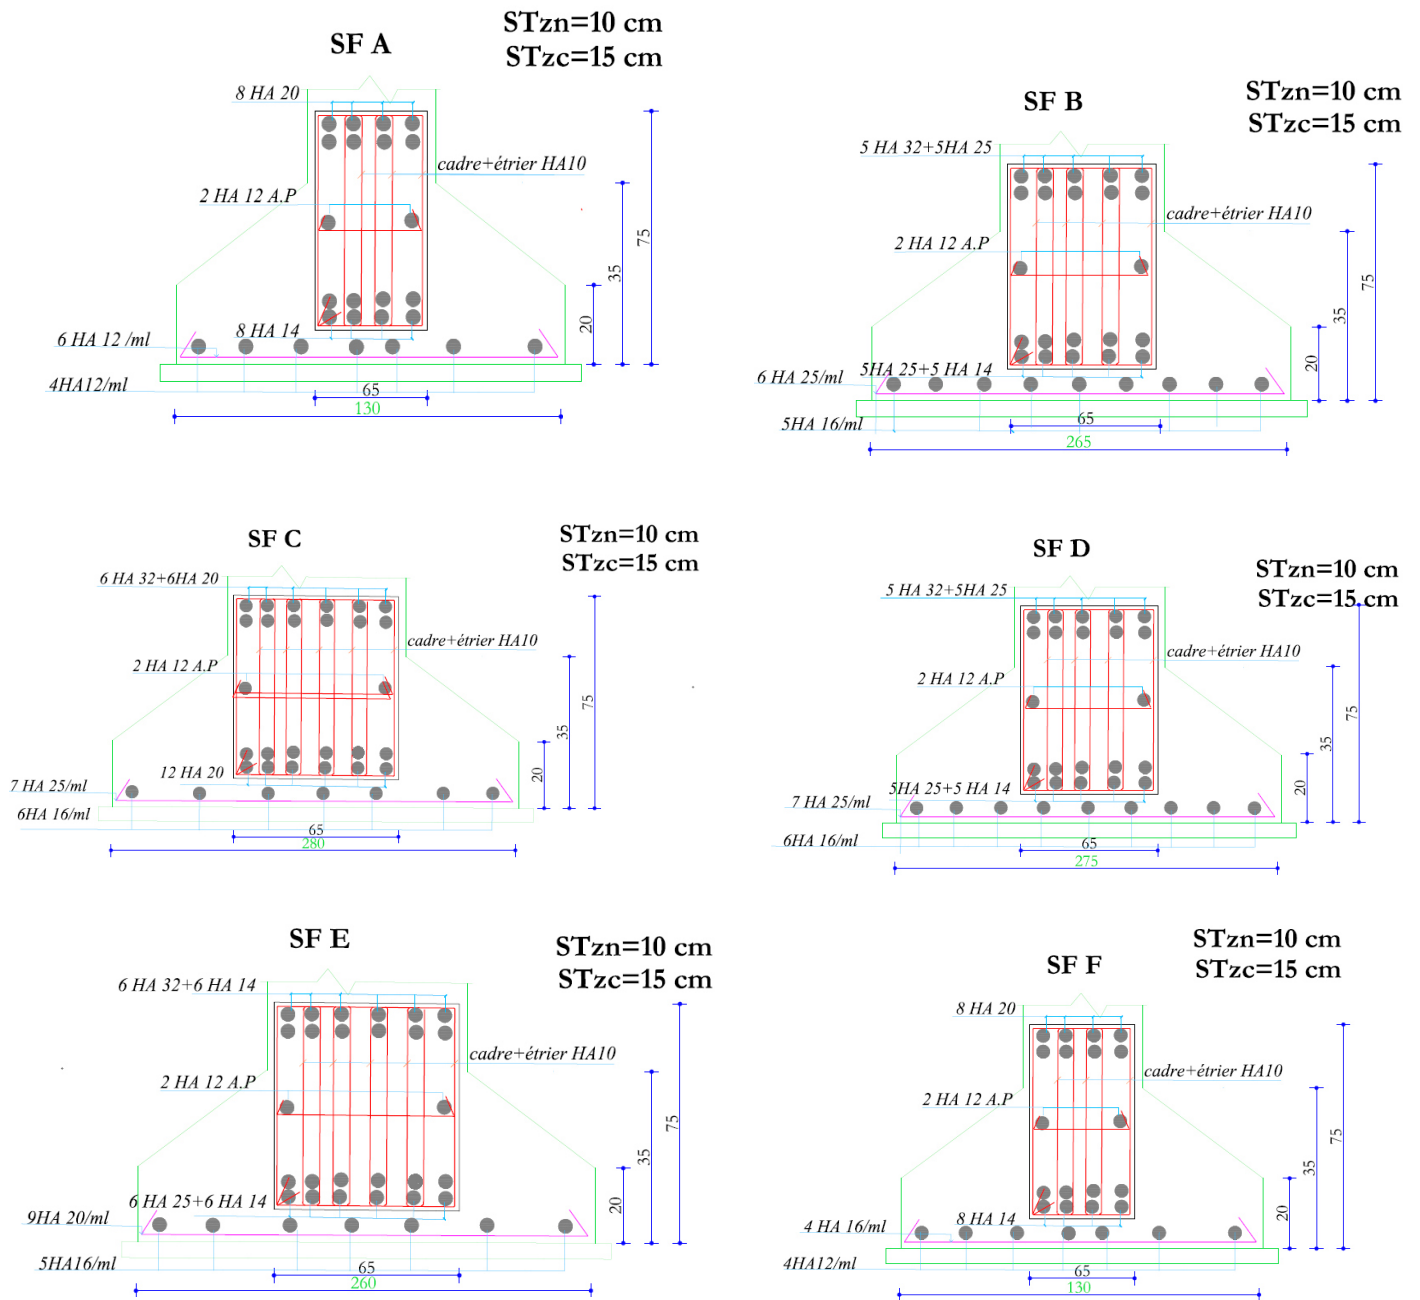 SF A
STzn=10 cm
STzc=15 cm
8 HA 20
cadre+étrier HA10
2 HA 12 A.P
75
35
20
8 HA 14
6 HA 12 /ml
4HA12/ml
65
130
SF B
STzn=10 cm
STzc=15 cm
5 HA 32+5HA 25
cadre+étrier HA10
2 HA 12 A.P
75
35
20
5HA 25+5 HA 14
6 HA 25/ml
5HA 16/ml
65
265
SF C
STzn=10 cm
STzc=15 cm
6 HA 32+6HA 20
cadre+étrier HA10
2 HA 12 A.P
75
35
20
12 HA 20
7 HA 25/ml
6HA 16/ml
65
280
SF D
STzn=10 cm
STzc=15 cm
5 HA 32+5HA 25
cadre+étrier HA10
2 HA 12 A.P
75
35
20
5HA 25+5 HA 14
7 HA 25/ml
6HA 16/ml
65
275
SF E
STzn=10 cm
STzc=15 cm
6 HA 32+6 HA 14
cadre+étrier HA10
2 HA 12 A.P
75
35
20
6 HA 25+6 HA 14
9HA 20/ml
5HA16/ml
65
260
SF F
STzn=10 cm
STzc=15 cm
8 HA 20
cadre+étrier HA10
2 HA 12 A.P
75
35
20
8 HA 14
4 HA 16/ml
4HA12/ml
65
130